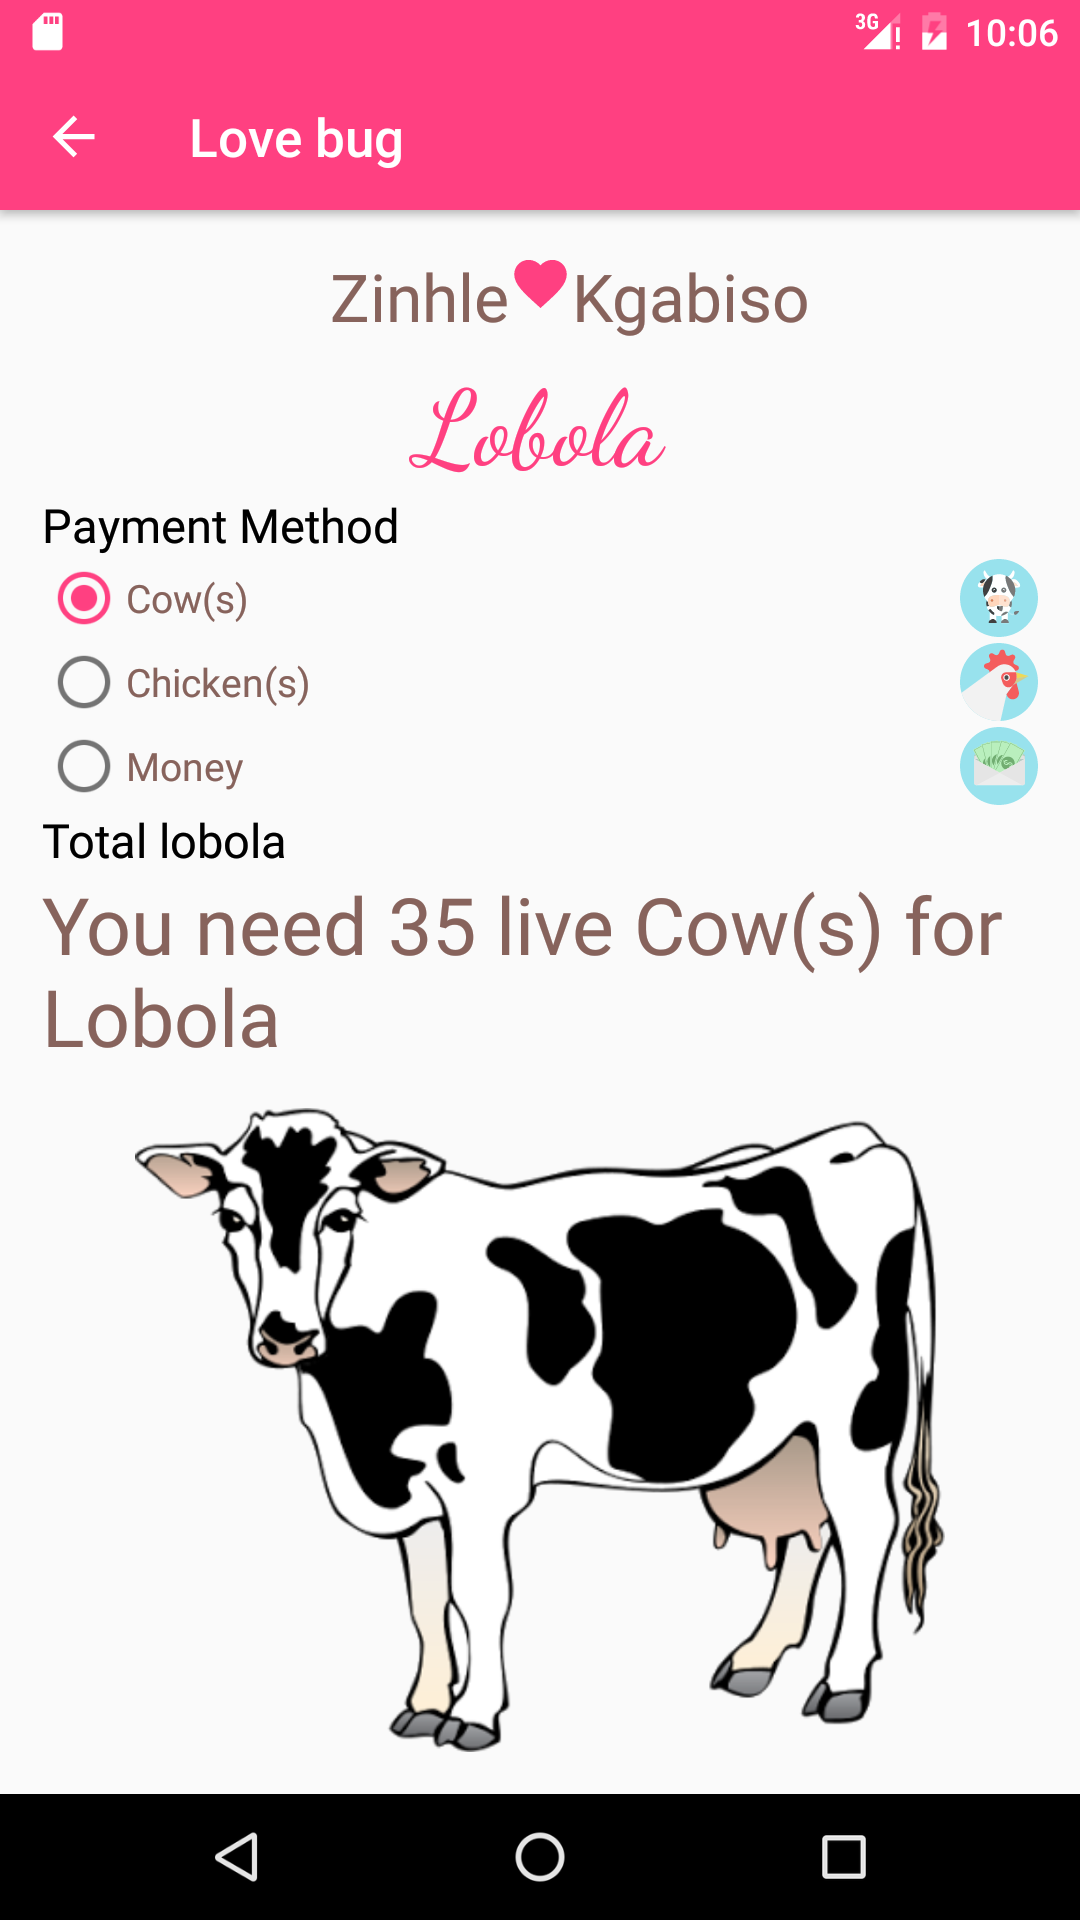 3G
10:06
Love bug
Zinhle Kgabiso
Lobola
Payment Method
Cow(s)
Chicken(s)
Money
Total lobola
You need 35 live Cow(s) for
Lobola